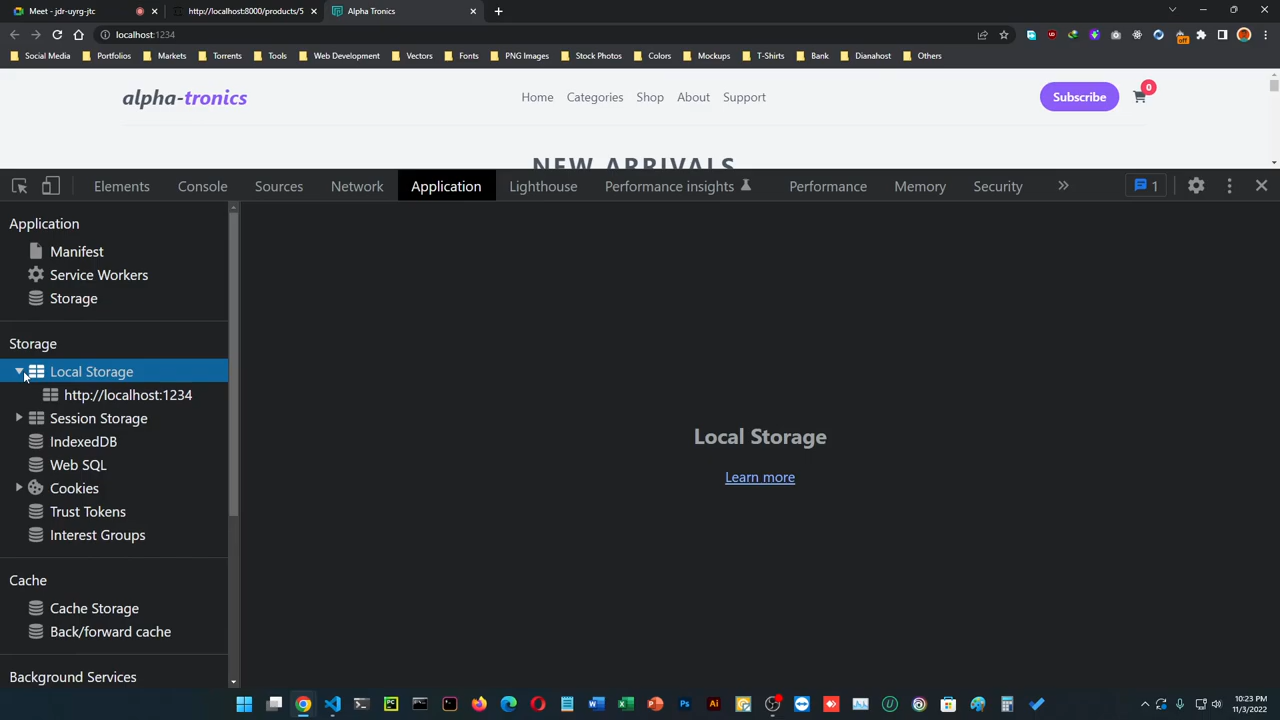 Meet - jdr-uyrg-jtc
http://localhost:8000/products/5
Alpha Tronics
localhost:1234
Social Media
Portfolios
Markets
Torrents
Tools
Web Development
Vectors
Fonts
PNG Images
Stock Photos
Colors
Mockups
T-Shirts
Bank
Dianahost
Others
alpha-tronics
Home
Categories
Shop
About
Support
Subscribe
0
NEW ARRIVALS
Elements
Console
Sources
Network
Application
Lighthouse
Performance insights
Performance
Memory
Security
1
Application
Manifest
Service Workers
Storage
Storage
Local Storage
http://localhost:1234
Session Storage
IndexedDB
Web SQL
Cookies
Trust Tokens
Interest Groups
Cache
Cache Storage
Back/forward cache
Background Services
Local Storage
Learn more
10:23 PM
11/3/2022